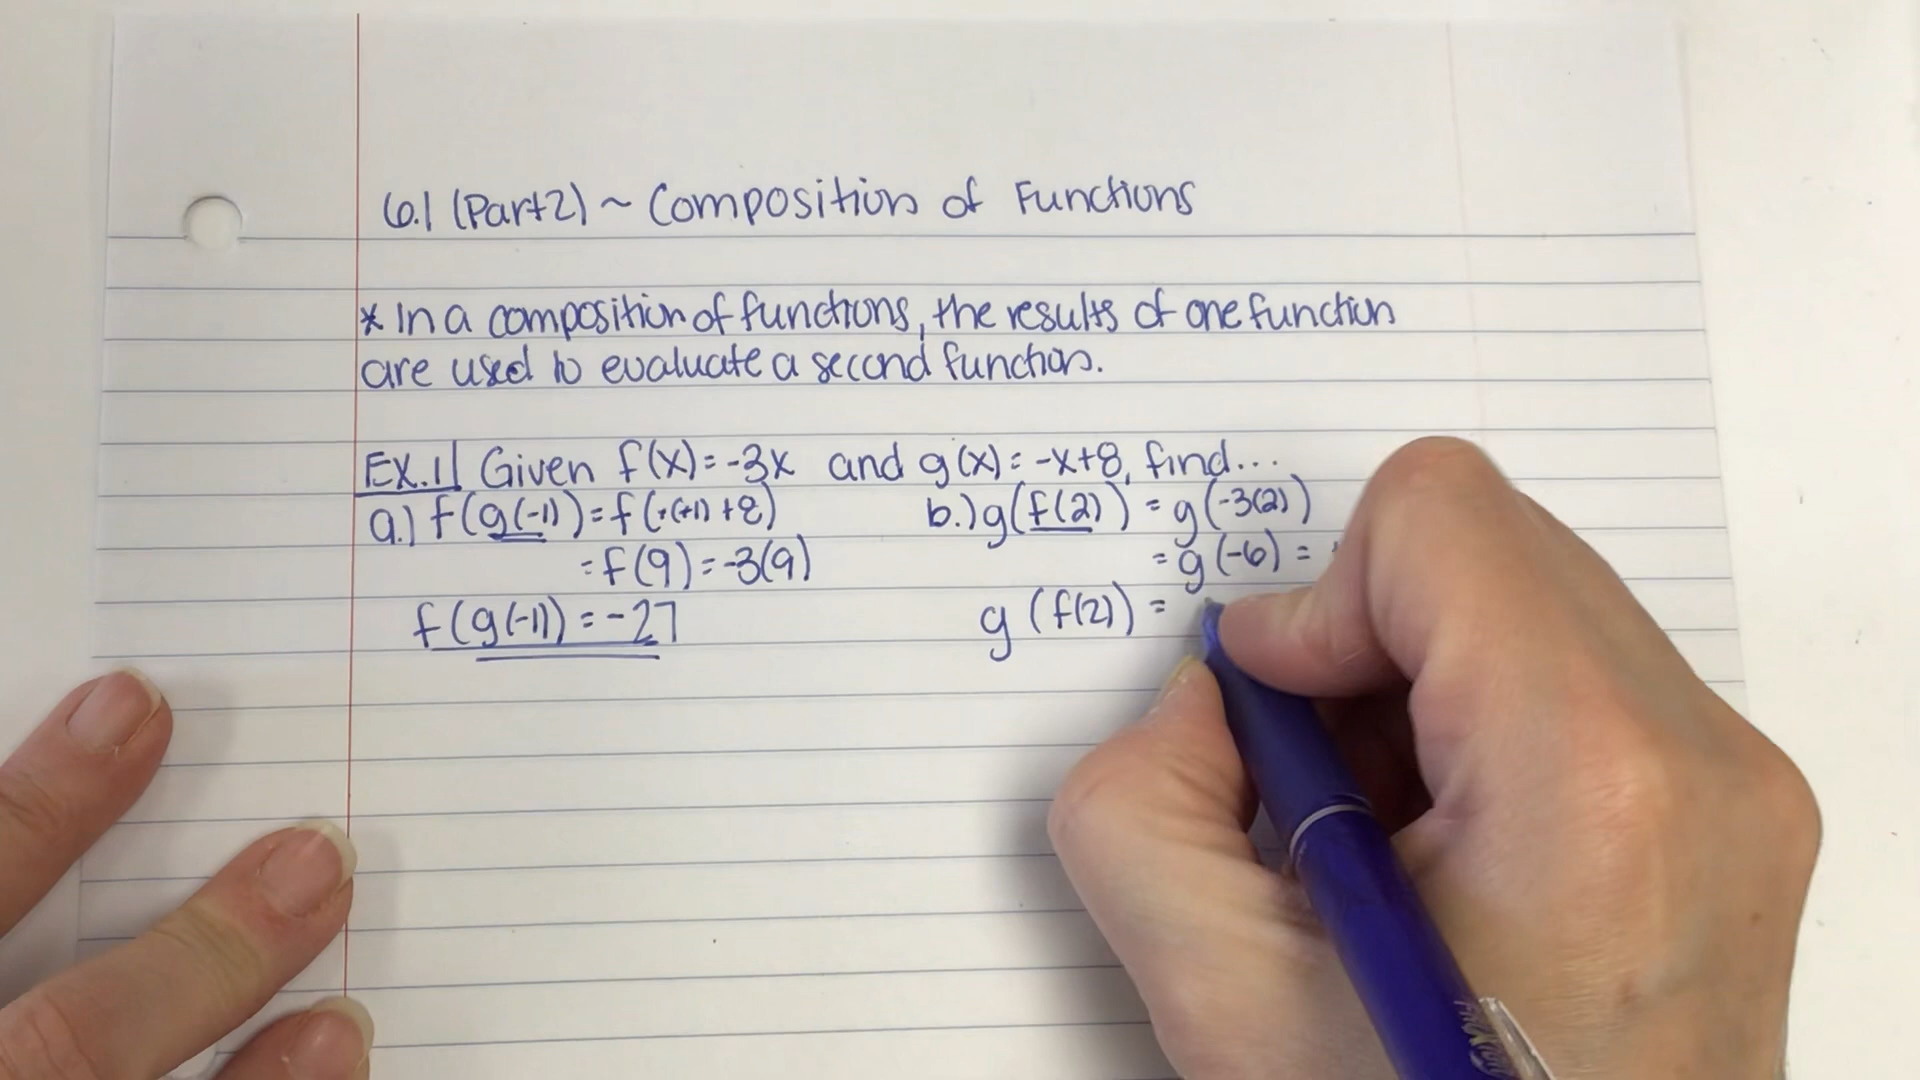 6.1 (Part 2) ~ Composition of Functions
* In a composition of functions, the results of one function
are used to evaluate a second function.
EX.1 Given f(x) = -3x and g(x) = -x+8, find...
a.) f(g(-1)) = f(-(-1) +8)
= f(9) = -3(9)
f(g(-1)) = -27
b.) g(f(2)) = g(-3(2))
= g(-6) =
g(f(2)) =